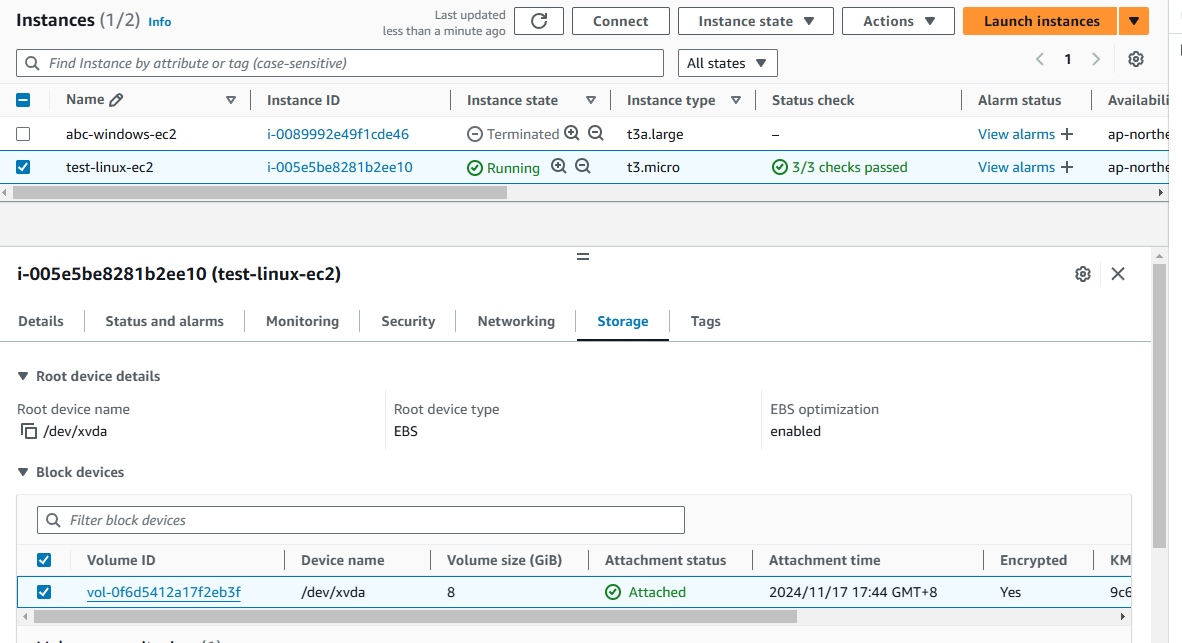 Instances (1/2) Info
Last updated
less than a minute ago
Connect
Instance state
Actions
Launch instances
Find Instance by attribute or tag (case-sensitive)
All states
1
Name Instance ID Instance state Instance type Status check Alarm status Availabili
abc-windows-ec2 i-0089992e49f1cde46 Terminated t3a.large – View alarms + ap-northe
test-linux-ec2 i-005e5be8281b2ee10 Running t3.micro 3/3 checks passed View alarms + ap-northe
i-005e5be8281b2ee10 (test-linux-ec2)
Details Status and alarms Monitoring Security Networking Storage Tags
Root device details
Root device name Root device type EBS optimization
/dev/xvda EBS enabled
Block devices
Filter block devices
Volume ID Device name Volume size (GiB) Attachment status Attachment time Encrypted KM
vol-0f6d5412a17f2eb3f /dev/xvda 8 Attached 2024/11/17 17:44 GMT+8 Yes 9c6